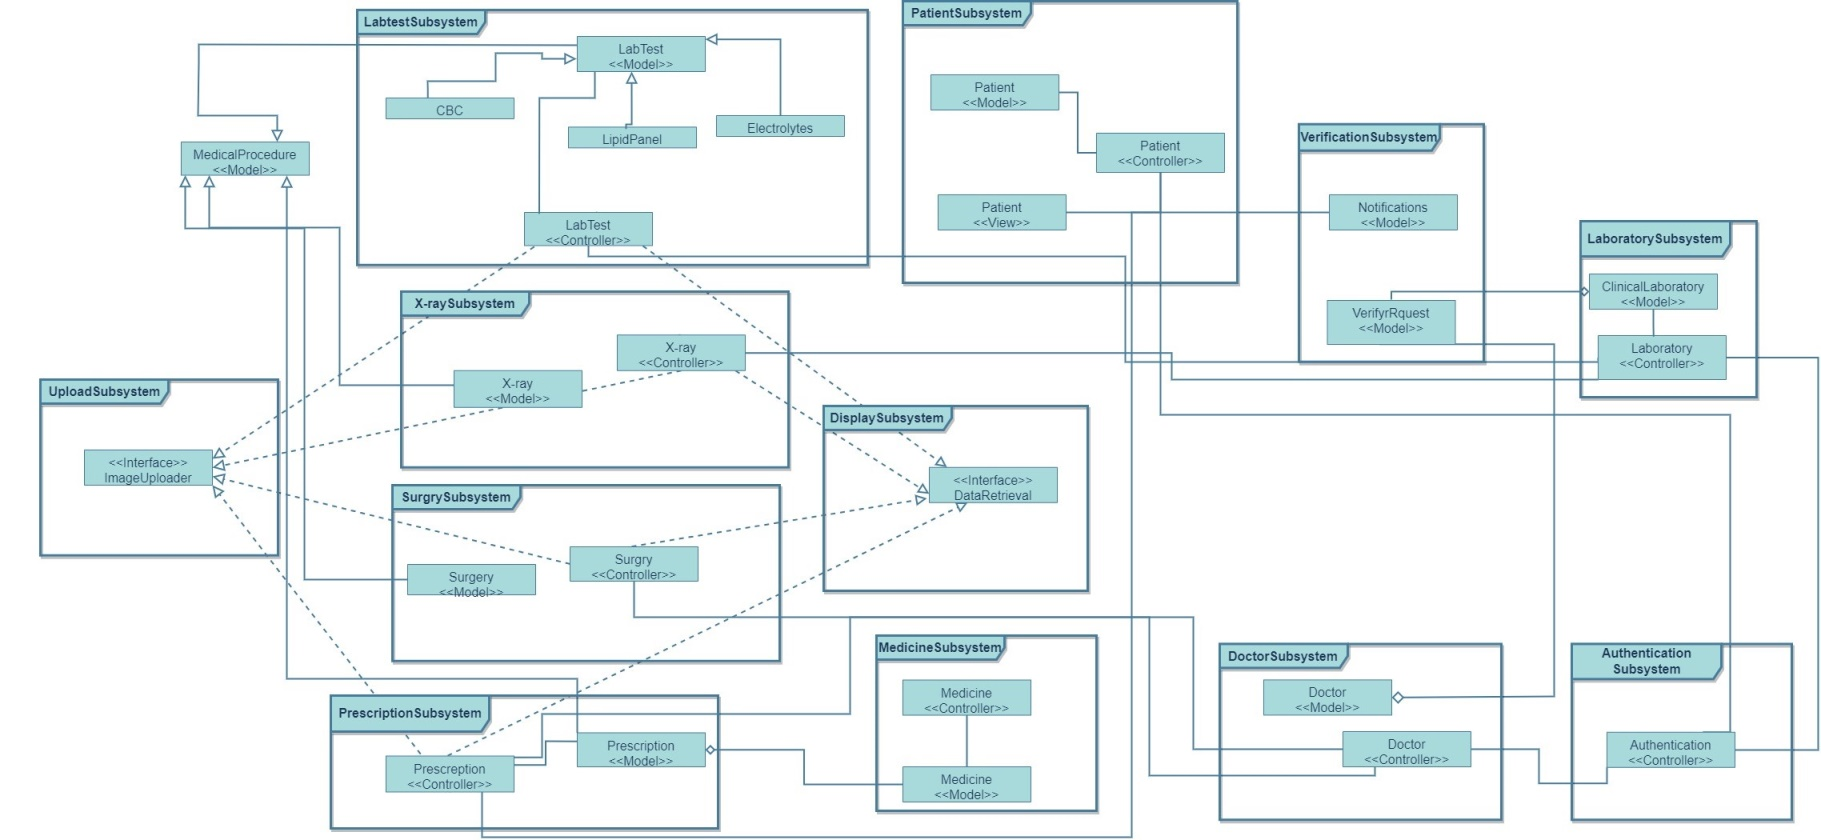 LabtestSubsystem
LabTest
<<Model>>
CBC
LipidPanel
Electrolytes
LabTest
<<Controller>>
MedicalProcedure
<<Model>>
PatientSubsystem
Patient
<<Model>>
Patient
<<Controller>>
Patient
<<View>>
VerificationSubsystem
Notifications
<<Model>>
VerifyrRquest
<<Model>>
LaboratorySubsystem
ClinicalLaboratory
<<Model>>
Laboratory
<<Controller>>
X-raySubsystem
X-ray
<<Controller>>
X-ray
<<Model>>
UploadSubsystem
<<Interface>>
ImageUploader
DisplaySubsystem
<<Interface>>
DataRetrieval
SurgrySubsystem
Surgry
<<Controller>>
Surgery
<<Model>>
PrescriptionSubsystem
Prescription
<<Model>>
Prescreption
<<Controller>>
MedicineSubsystem
Medicine
<<Controller>>
Medicine
<<Model>>
DoctorSubsystem
Doctor
<<Model>>
Doctor
<<Controller>>
Authentication
Subsystem
Authentication
<<Controller>>